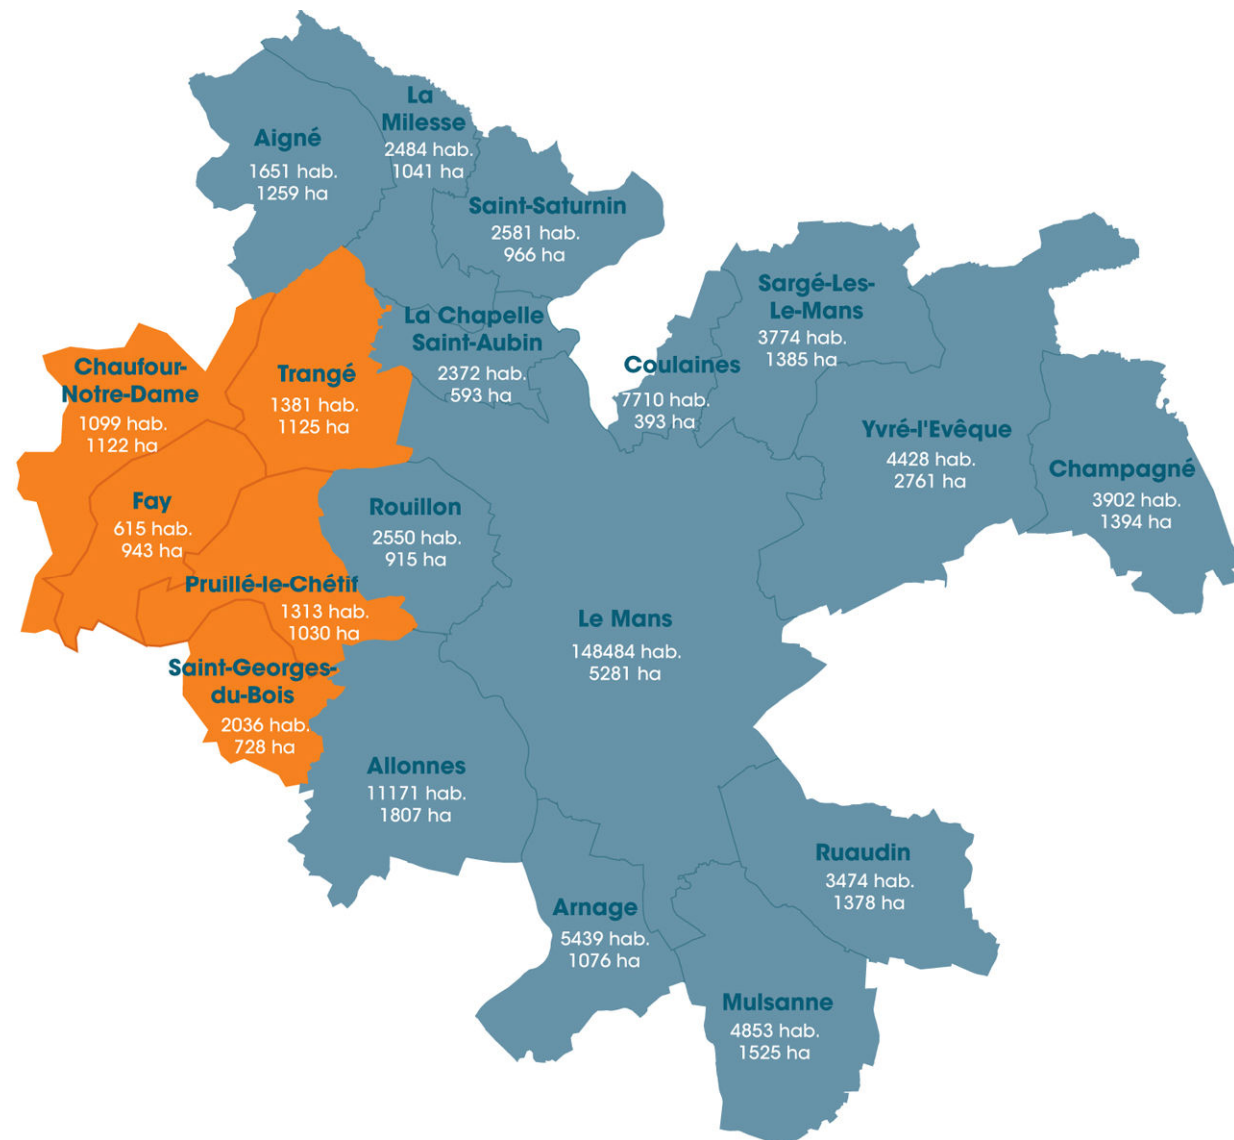 La
Milesse
2484 hab.
1041 ha
Aigné
1651 hab.
1259 ha
Saint-Saturnin
2581 hab.
966 ha
Sargé-Les-
Le-Mans
3774 hab.
1385 ha
La Chapelle
Saint-Aubin
2372 hab.
593 ha
Coulaines
7710 hab.
393 ha
Chaufour-
Notre-Dame
1099 hab.
1122 ha
Trangé
1381 hab.
1125 ha
Yvré-l'Evêque
4428 hab.
2761 ha
Champagné
3902 hab.
1394 ha
Fay
615 hab.
943 ha
Rouillon
2550 hab.
915 ha
Pruillé-le-Chétif
1313 hab.
1030 ha
Le Mans
148484 hab.
5281 ha
Saint-Georges-
du-Bois
2036 hab.
728 ha
Allonnes
11171 hab.
1807 ha
Ruaudin
3474 hab.
1378 ha
Arnage
5439 hab.
1076 ha
Mulsanne
4853 hab.
1525 ha